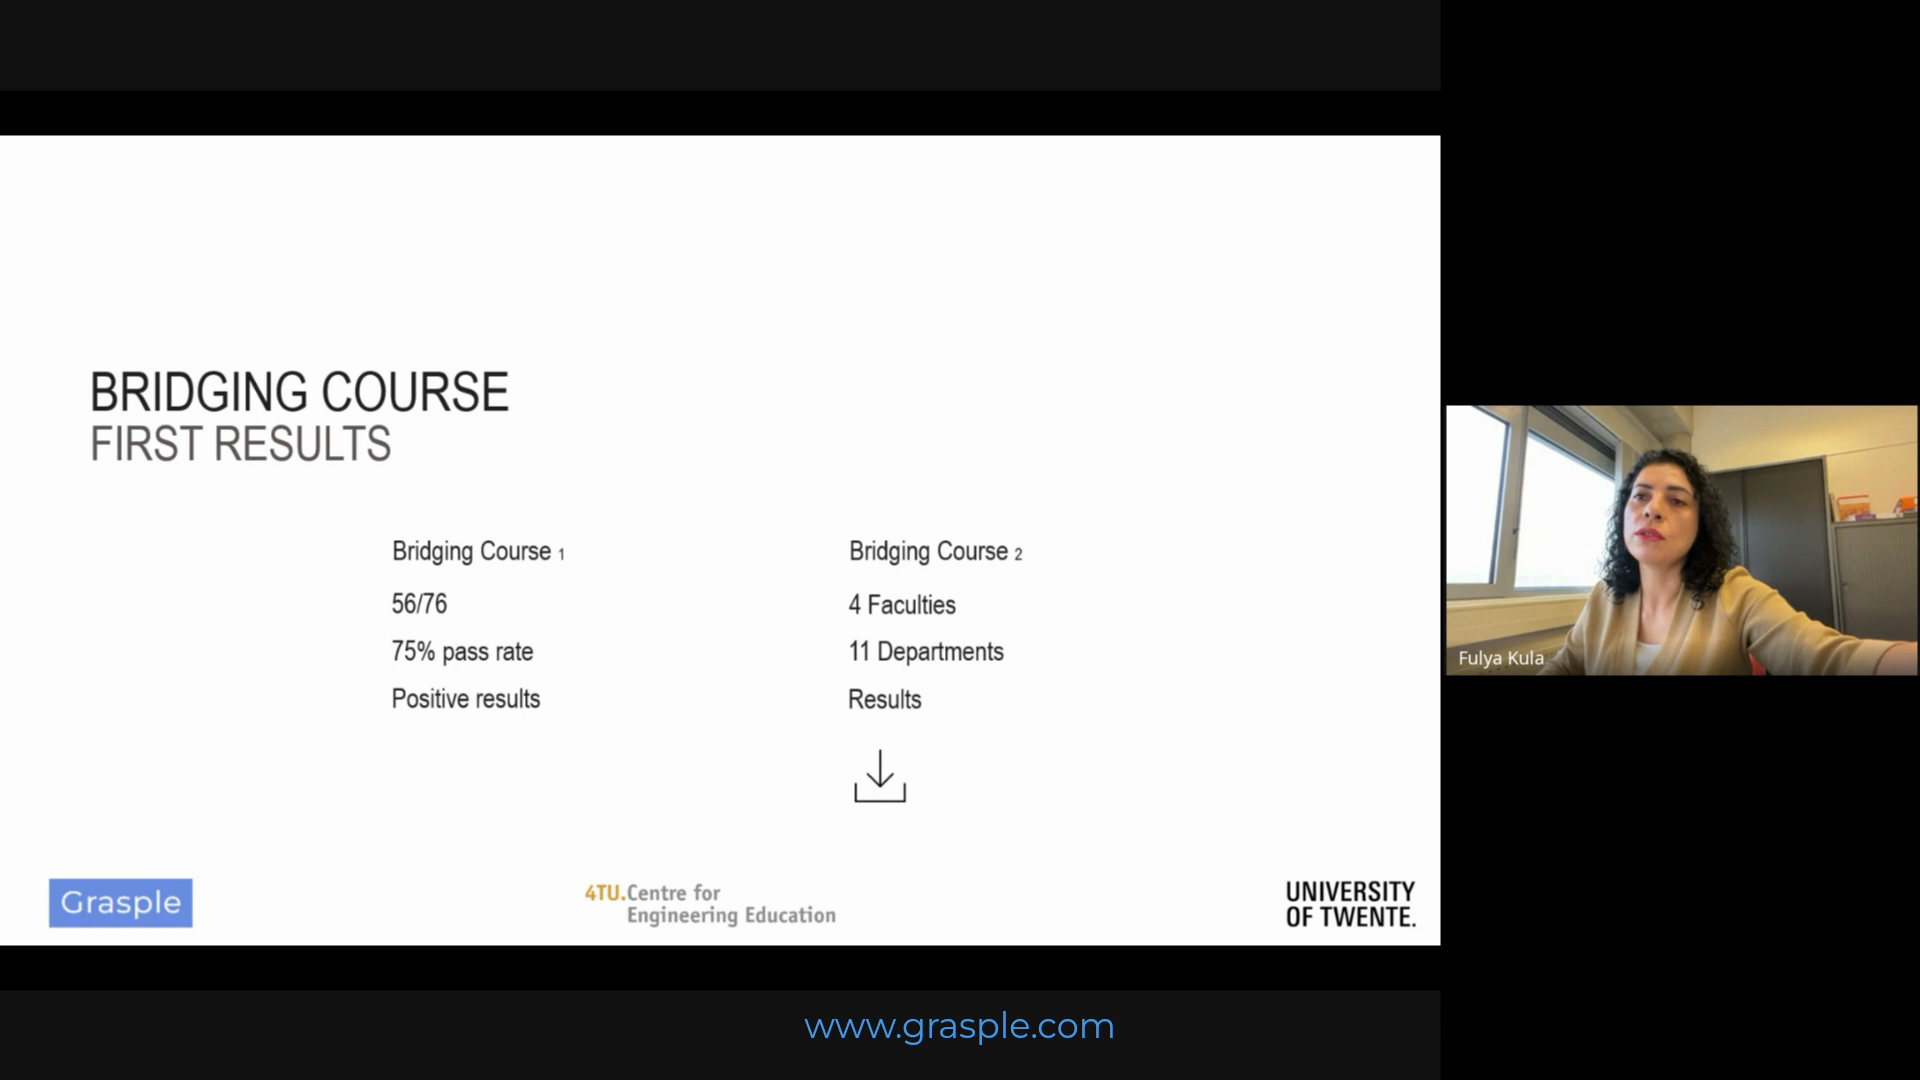 BRIDGING COURSE
FIRST RESULTS
Bridging Course 1
56/76
75% pass rate
Positive results
Bridging Course 2
4 Faculties
11 Departments
Results
Grasple
4TU.Centre for
Engineering Education
UNIVERSITY
OF TWENTE.
Fulya Kula
www.grasple.com